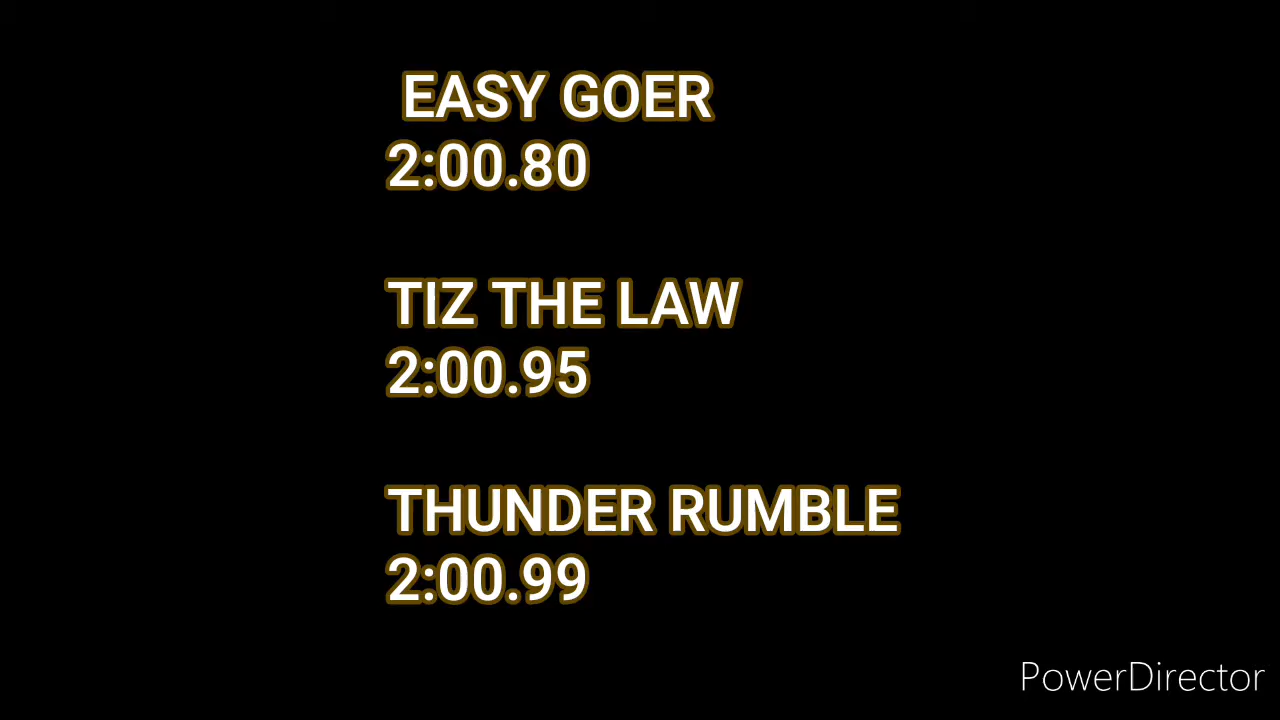 EASY GOER
2:00.80
TIZ THE LAW
2:00.95
THUNDER RUMBLE
2:00.99
PowerDirector